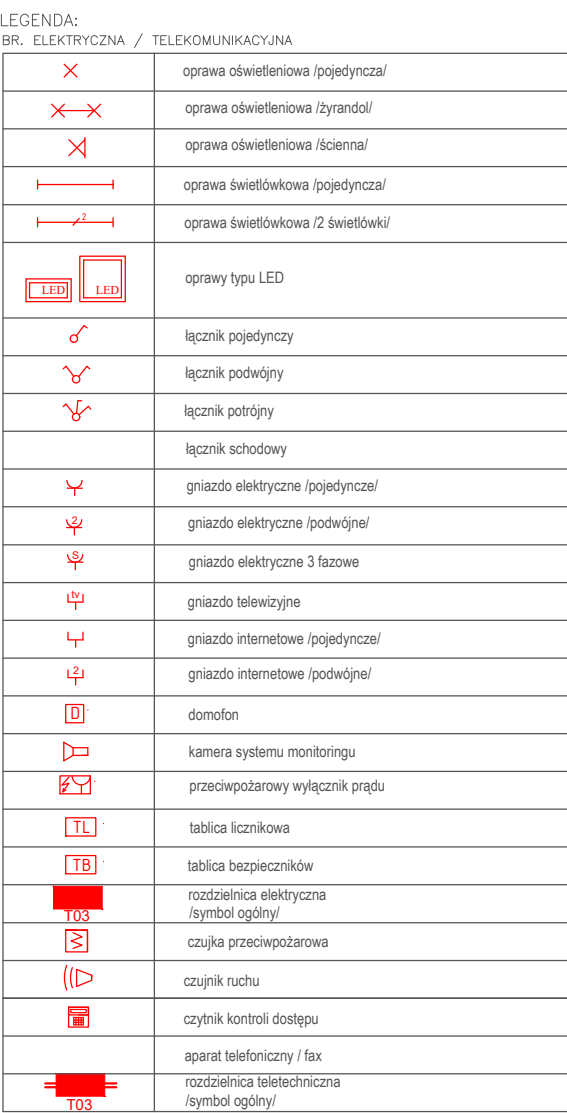 LEGENDA:
BR. ELEKTRYCZNA / TELEKOMUNIKACYJNA
oprawa oświetleniowa /pojedyncza/
oprawa oświetleniowa /żyrandol/
oprawa oświetleniowa /ścienna/
oprawa świetlówkowa /pojedyncza/
2 oprawa świetlówkowa /2 świetlówki/
LED LED oprawy typu LED
łącznik pojedynczy
łącznik podwójny
łącznik potrójny
łącznik schodowy
gniazdo elektryczne /pojedyncze/
2 gniazdo elektryczne /podwójne/
S gniazdo elektryczne 3 fazowe
tv gniazdo telewizyjne
gniazdo internetowe /pojedyncze/
2 gniazdo internetowe /podwójne/
D domofon
kamera systemu monitoringu
przeciwpożarowy wyłącznik prądu
TL tablica licznikowa
TB tablica bezpieczników
rozdzielnica elektryczna
T03 /symbol ogólny/
czujka przeciwpożarowa
czujnik ruchu
czytnik kontroli dostępu
aparat telefoniczny / fax
rozdzielnica teletechniczna
T03 /symbol ogólny/